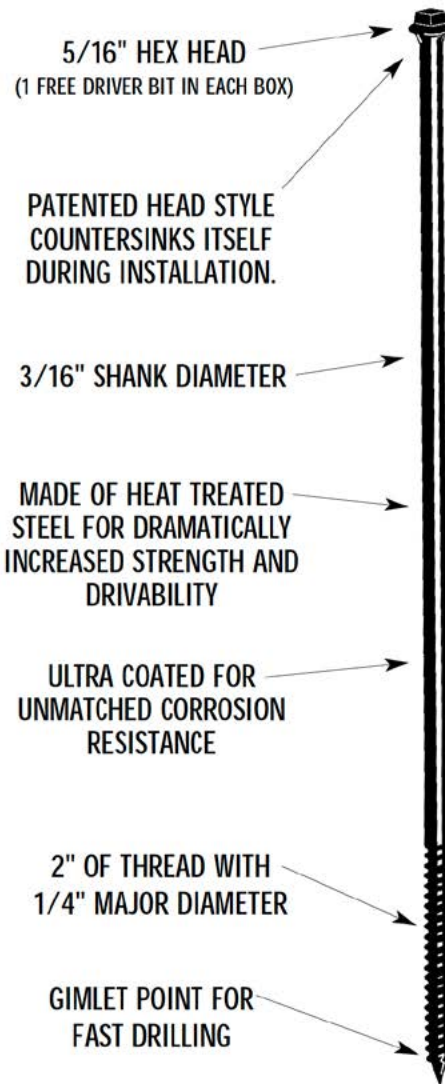 5/16" HEX HEAD
(1 FREE DRIVER BIT IN EACH BOX)
PATENTED HEAD STYLE
COUNTERSINKS ITSELF
DURING INSTALLATION.
3/16" SHANK DIAMETER
MADE OF HEAT TREATED
STEEL FOR DRAMATICALLY
INCREASED STRENGTH AND
DRIVABILITY
ULTRA COATED FOR
UNMATCHED CORROSION
RESISTANCE
2" OF THREAD WITH
1/4" MAJOR DIAMETER
GIMLET POINT FOR
FAST DRILLING